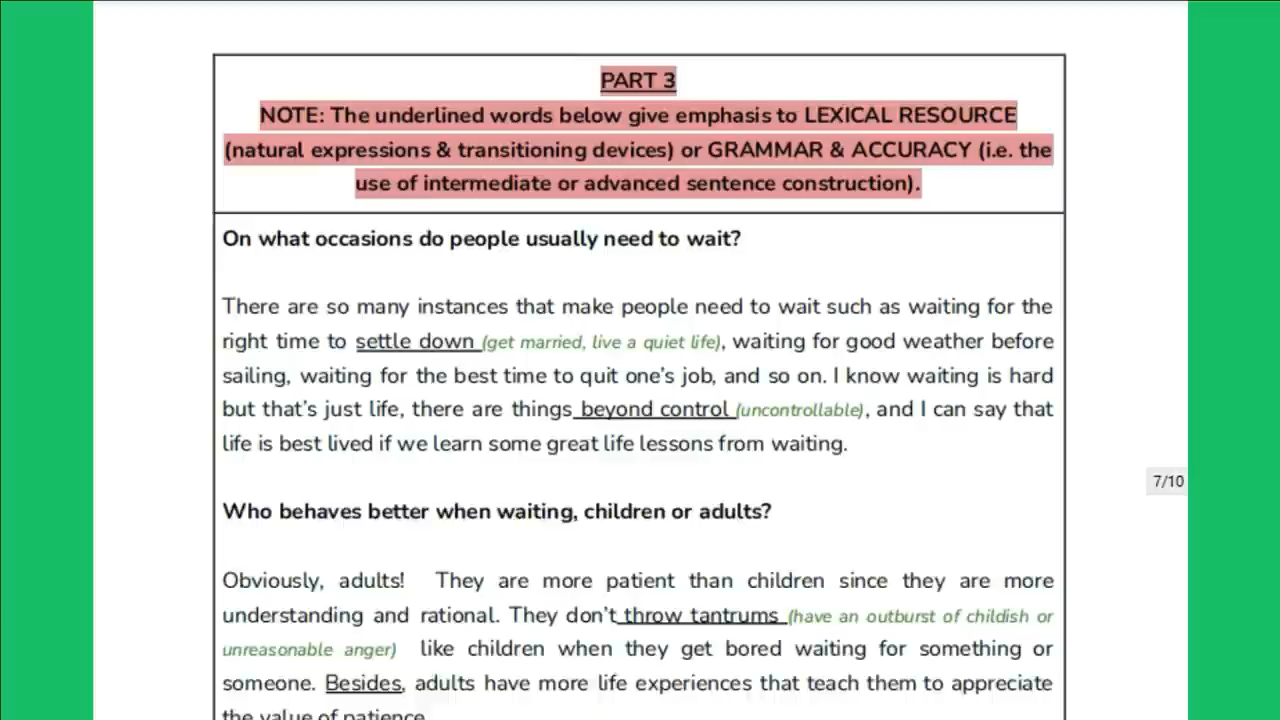 PART 3
NOTE: The underlined words below give emphasis to LEXICAL RESOURCE
(natural expressions & transitioning devices) or GRAMMAR & ACCURACY (i.e. the
use of intermediate or advanced sentence construction).
On what occasions do people usually need to wait?
There are so many instances that make people need to wait such as waiting for the
right time to settle down (get married, live a quiet life), waiting for good weather before
sailing, waiting for the best time to quit one's job, and so on. I know waiting is hard
but that's just life, there are things beyond control (uncontrollable), and I can say that
life is best lived if we learn some great life lessons from waiting.
7/10
Who behaves better when waiting, children or adults?
Obviously, adults! They are more patient than children since they are more
understanding and rational. They don't throw tantrums (have an outburst of childish or
unreasonable anger) like children when they get bored waiting for something or
someone. Besides, adults have more life experiences that teach them to appreciate
the value of patience.